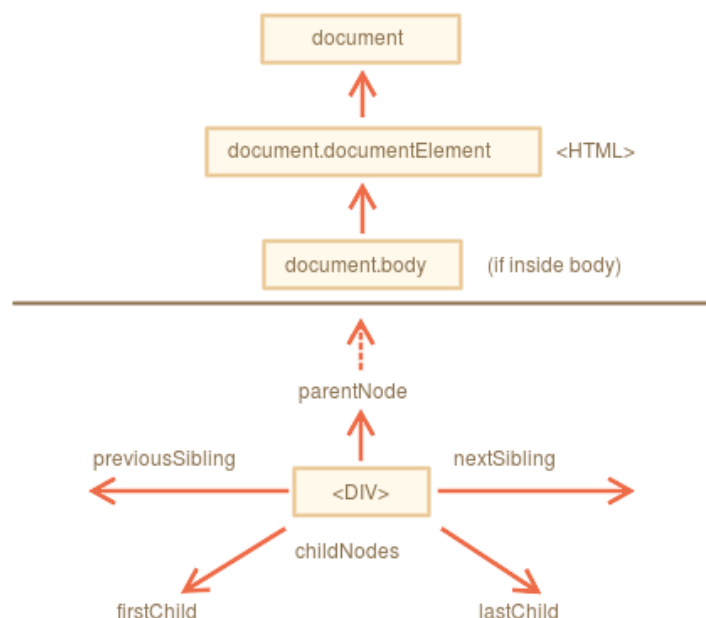 document
document.documentElement
<HTML>
document.body
(if inside body)
parentNode
previousSibling
nextSibling
<DIV>
childNodes
firstChild
lastChild